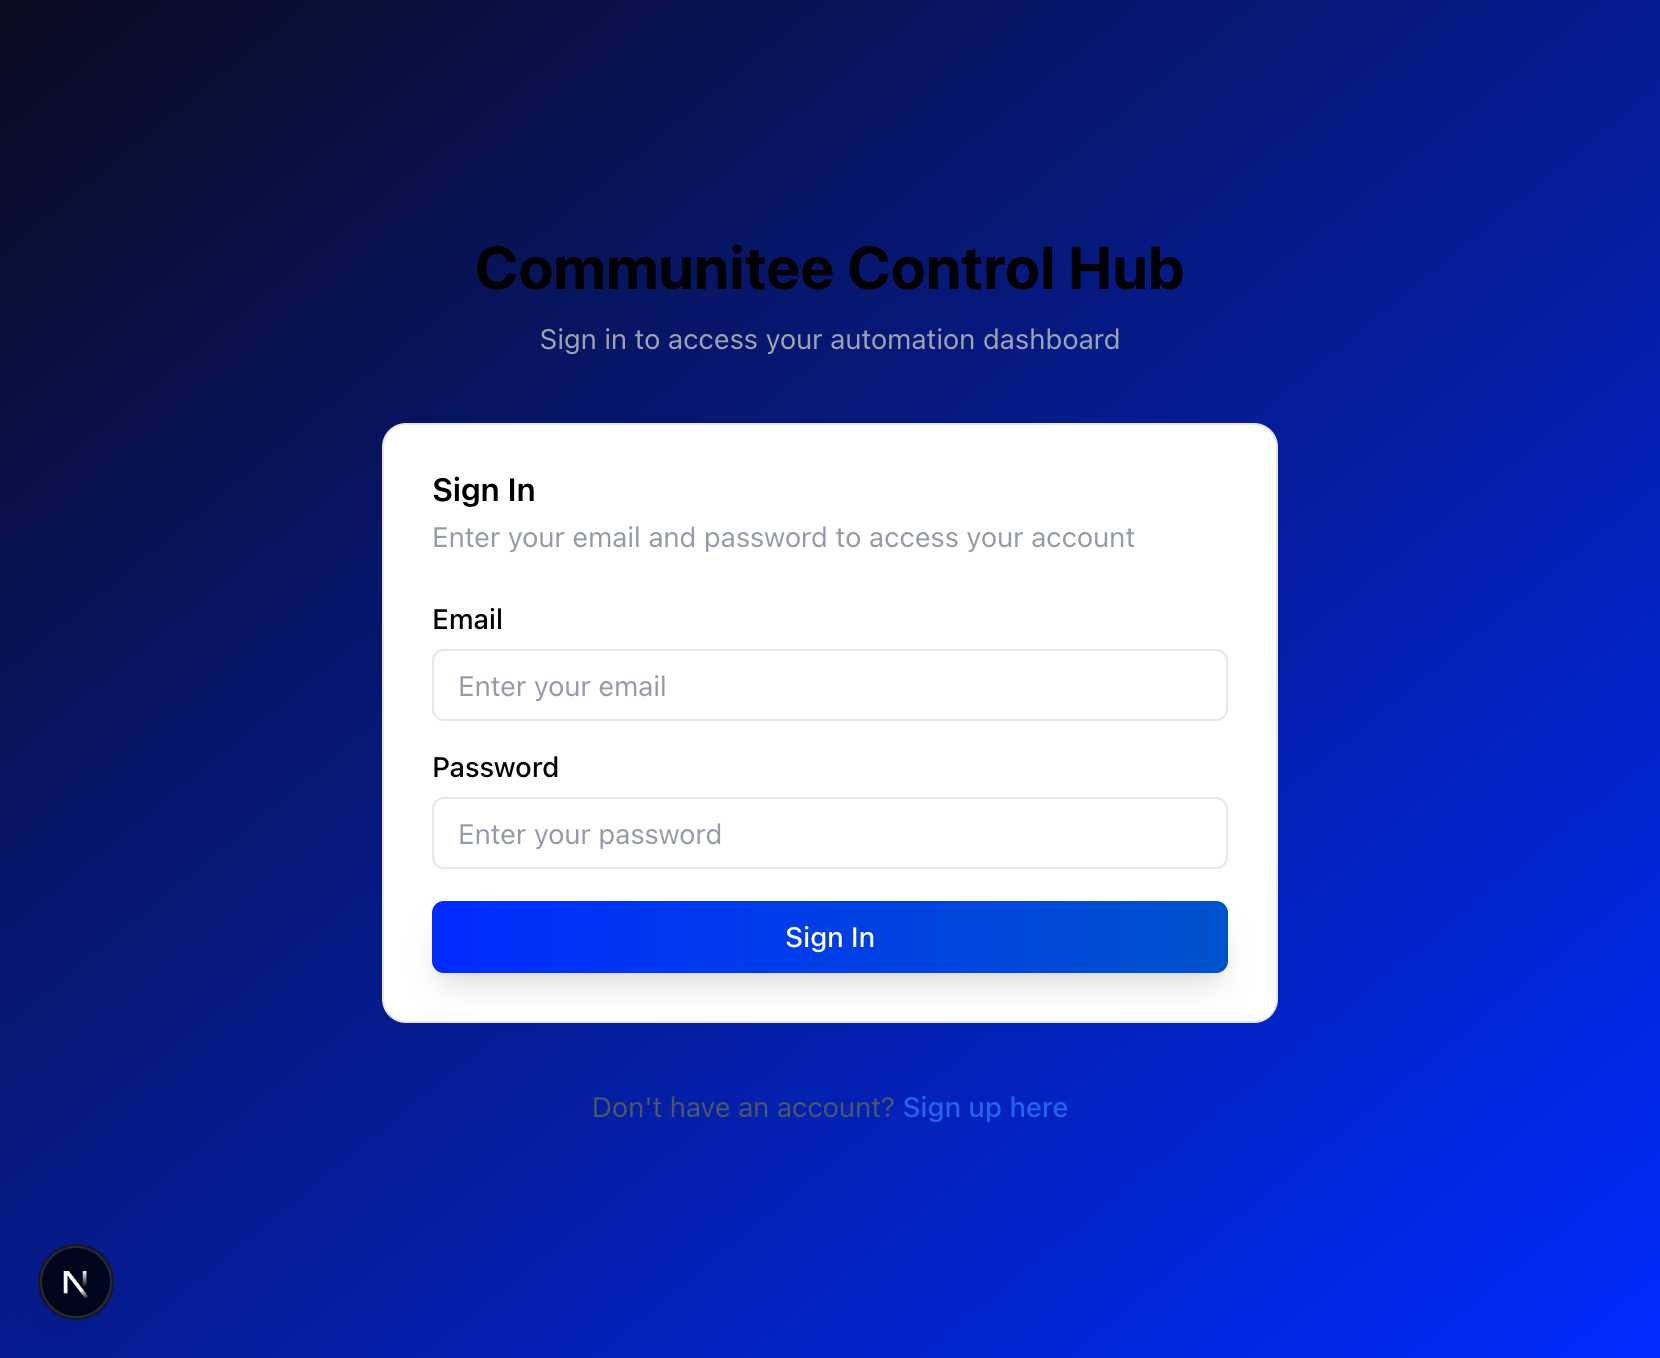 Communitee Control Hub
Sign in to access your automation dashboard
Sign In
Enter your email and password to access your account
Email
Enter your email
Password
Enter your password
Sign In
Don't have an account? Sign up here
N